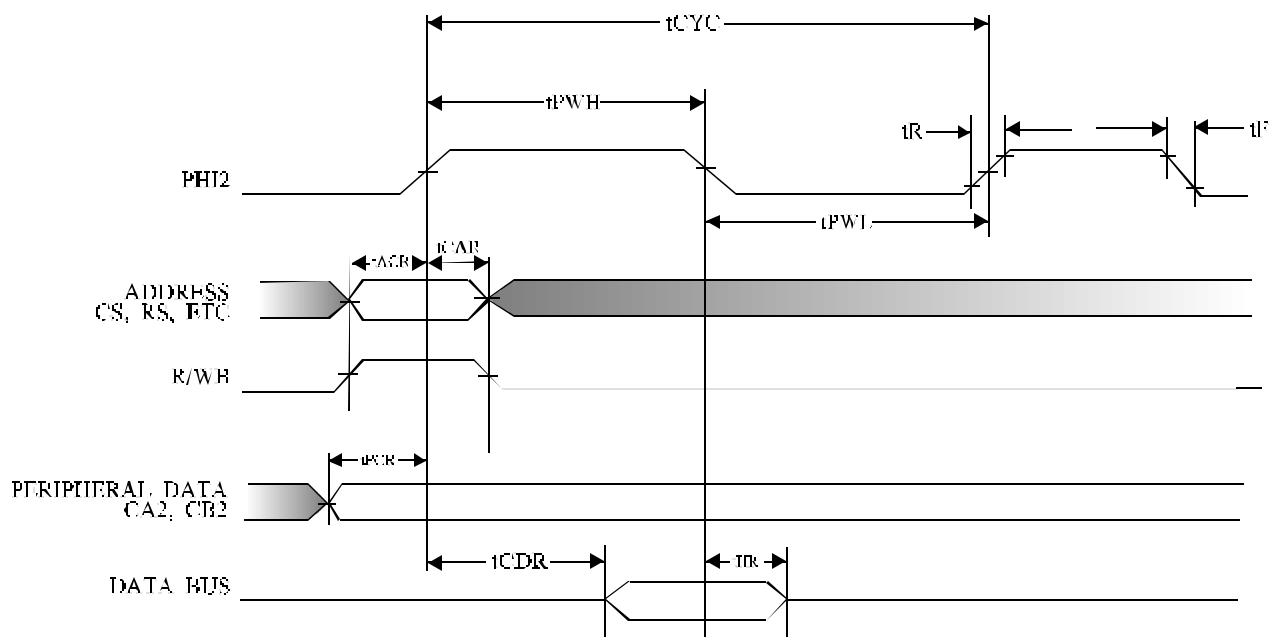 tCYC
tPWH
tR
tF
PHI2
tPWL
tACR
tCAR
ADDRESS
CS, RS, ETC
R/WB
tPCR
PERIPHERAL DATA
CA2, CB2
tCDR
DATA BUS